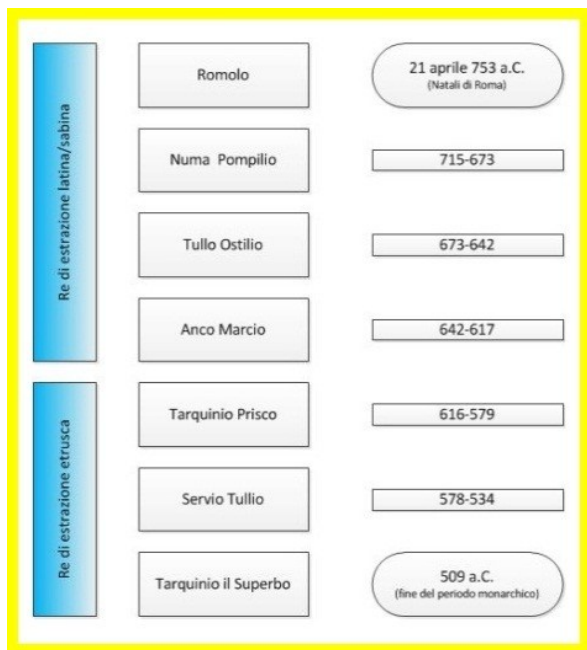 Re di estrazione latina/sabina
Romolo
21 aprile 753 a.C.
(Natali di Roma)
Numa Pompilio
715-673
Tullo Ostilio
673-642
Anco Marcio
642-617
Re di estrazione etrusca
Tarquinio Prisco
616-579
Servio Tullio
578-534
Tarquinio il Superbo
509 a.C.
(fine del periodo monarchico)